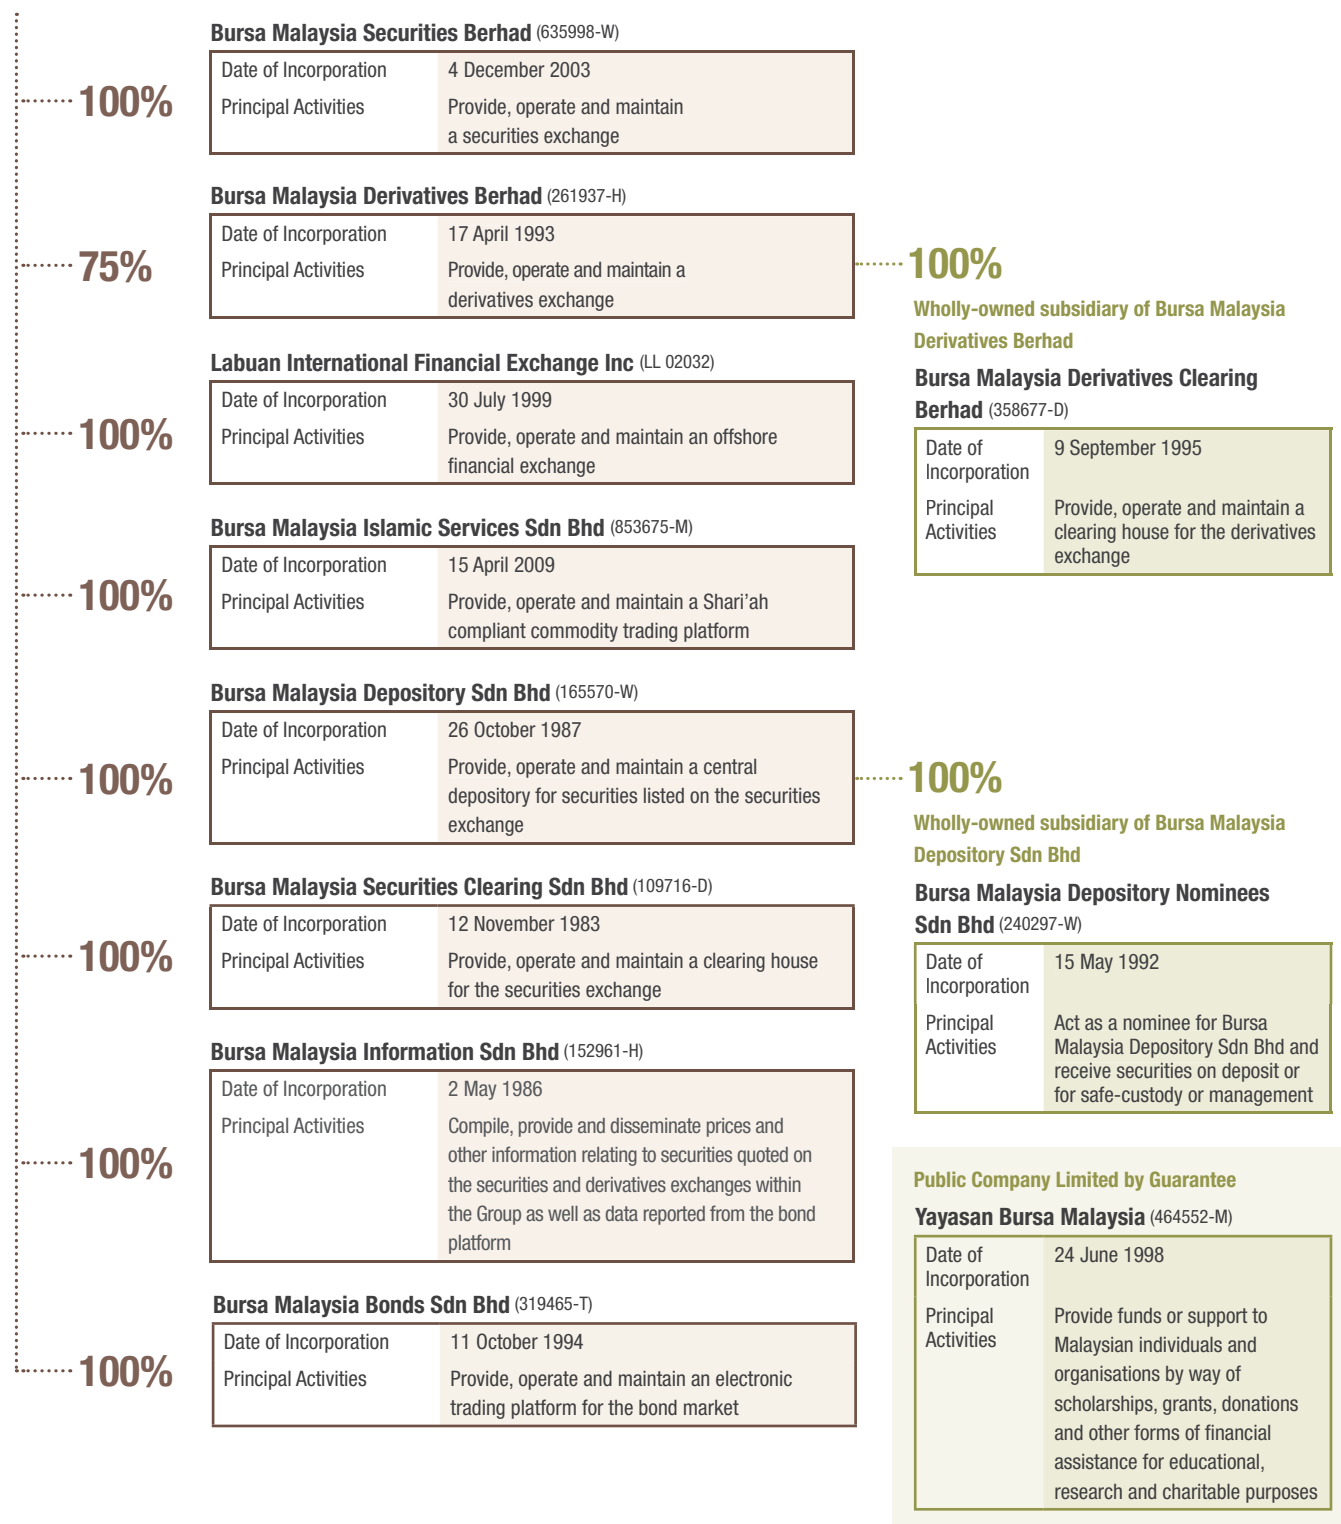 Bursa Malaysia Securities Berhad (635998-W)
100%
Date of Incorporation 4 December 2003
Principal Activities Provide, operate and maintain
a securities exchange
Bursa Malaysia Derivatives Berhad (261937-H)
75%
Date of Incorporation 17 April 1993
Principal Activities Provide, operate and maintain a
derivatives exchange
Labuan International Financial Exchange Inc (LL 02032)
100%
Date of Incorporation 30 July 1999
Principal Activities Provide, operate and maintain an offshore
financial exchange
Bursa Malaysia Islamic Services Sdn Bhd (853675-M)
100%
Date of Incorporation 15 April 2009
Principal Activities Provide, operate and maintain a Shari’ah
compliant commodity trading platform
Bursa Malaysia Depository Sdn Bhd (165570-W)
100%
Date of Incorporation 26 October 1987
Principal Activities Provide, operate and maintain a central
depository for securities listed on the securities
exchange
Bursa Malaysia Securities Clearing Sdn Bhd (109716-D)
100%
Date of Incorporation 12 November 1983
Principal Activities Provide, operate and maintain a clearing house
for the securities exchange
Bursa Malaysia Information Sdn Bhd (152961-H)
100%
Date of Incorporation 2 May 1986
Principal Activities Compile, provide and disseminate prices and
other information relating to securities quoted on
the securities and derivatives exchanges within
the Group as well as data reported from the bond
platform
Bursa Malaysia Bonds Sdn Bhd (319465-T)
100%
Date of Incorporation 11 October 1994
Principal Activities Provide, operate and maintain an electronic
trading platform for the bond market
100%
Wholly-owned subsidiary of Bursa Malaysia
Derivatives Berhad
Bursa Malaysia Derivatives Clearing
Berhad (358677-D)
Date of 9 September 1995
Incorporation
Principal Provide, operate and maintain a
Activities clearing house for the derivatives
exchange
100%
Wholly-owned subsidiary of Bursa Malaysia
Depository Sdn Bhd
Bursa Malaysia Depository Nominees
Sdn Bhd (240297-W)
Date of 15 May 1992
Incorporation
Principal Act as a nominee for Bursa
Activities Malaysia Depository Sdn Bhd and
receive securities on deposit or
for safe-custody or management
Public Company Limited by Guarantee
Yayasan Bursa Malaysia (464552-M)
Date of 24 June 1998
Incorporation
Principal Provide funds or support to
Activities Malaysian individuals and
organisations by way of
scholarships, grants, donations
and other forms of financial
assistance for educational,
research and charitable purposes